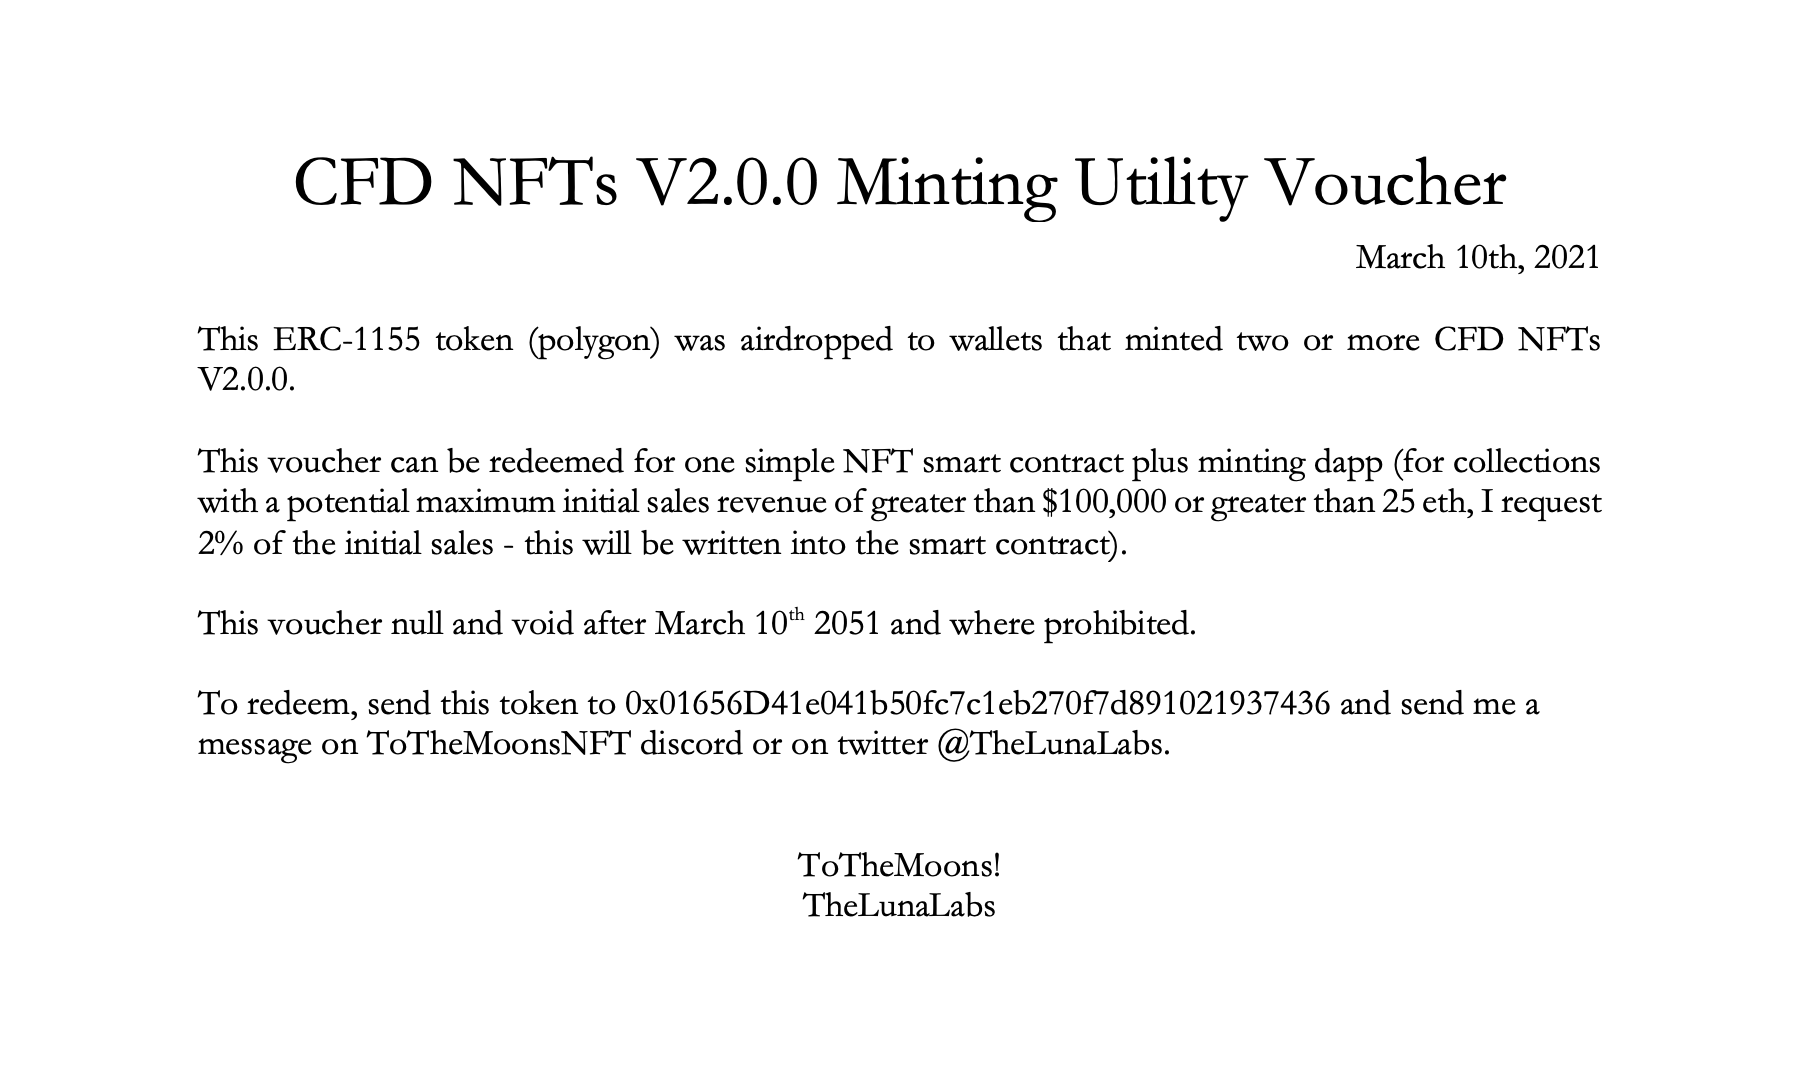 CFD NFTs V2.0.0 Minting Utility Voucher
March 10th, 2021
This ERC-1155 token (polygon) was airdropped to wallets that minted two or more CFD NFTs
V2.0.0.
This voucher can be redeemed for one simple NFT smart contract plus minting dapp (for collections
with a potential maximum initial sales revenue of greater than $100,000 or greater than 25 eth, I request
2% of the initial sales - this will be written into the smart contract).
This voucher null and void after March 10th 2051 and where prohibited.
To redeem, send this token to 0x01656D41e041b50fc7c1eb270f7d891021937436 and send me a
message on ToTheMoonsNFT discord or on twitter @TheLunaLabs.
ToTheMoons!
TheLunaLabs